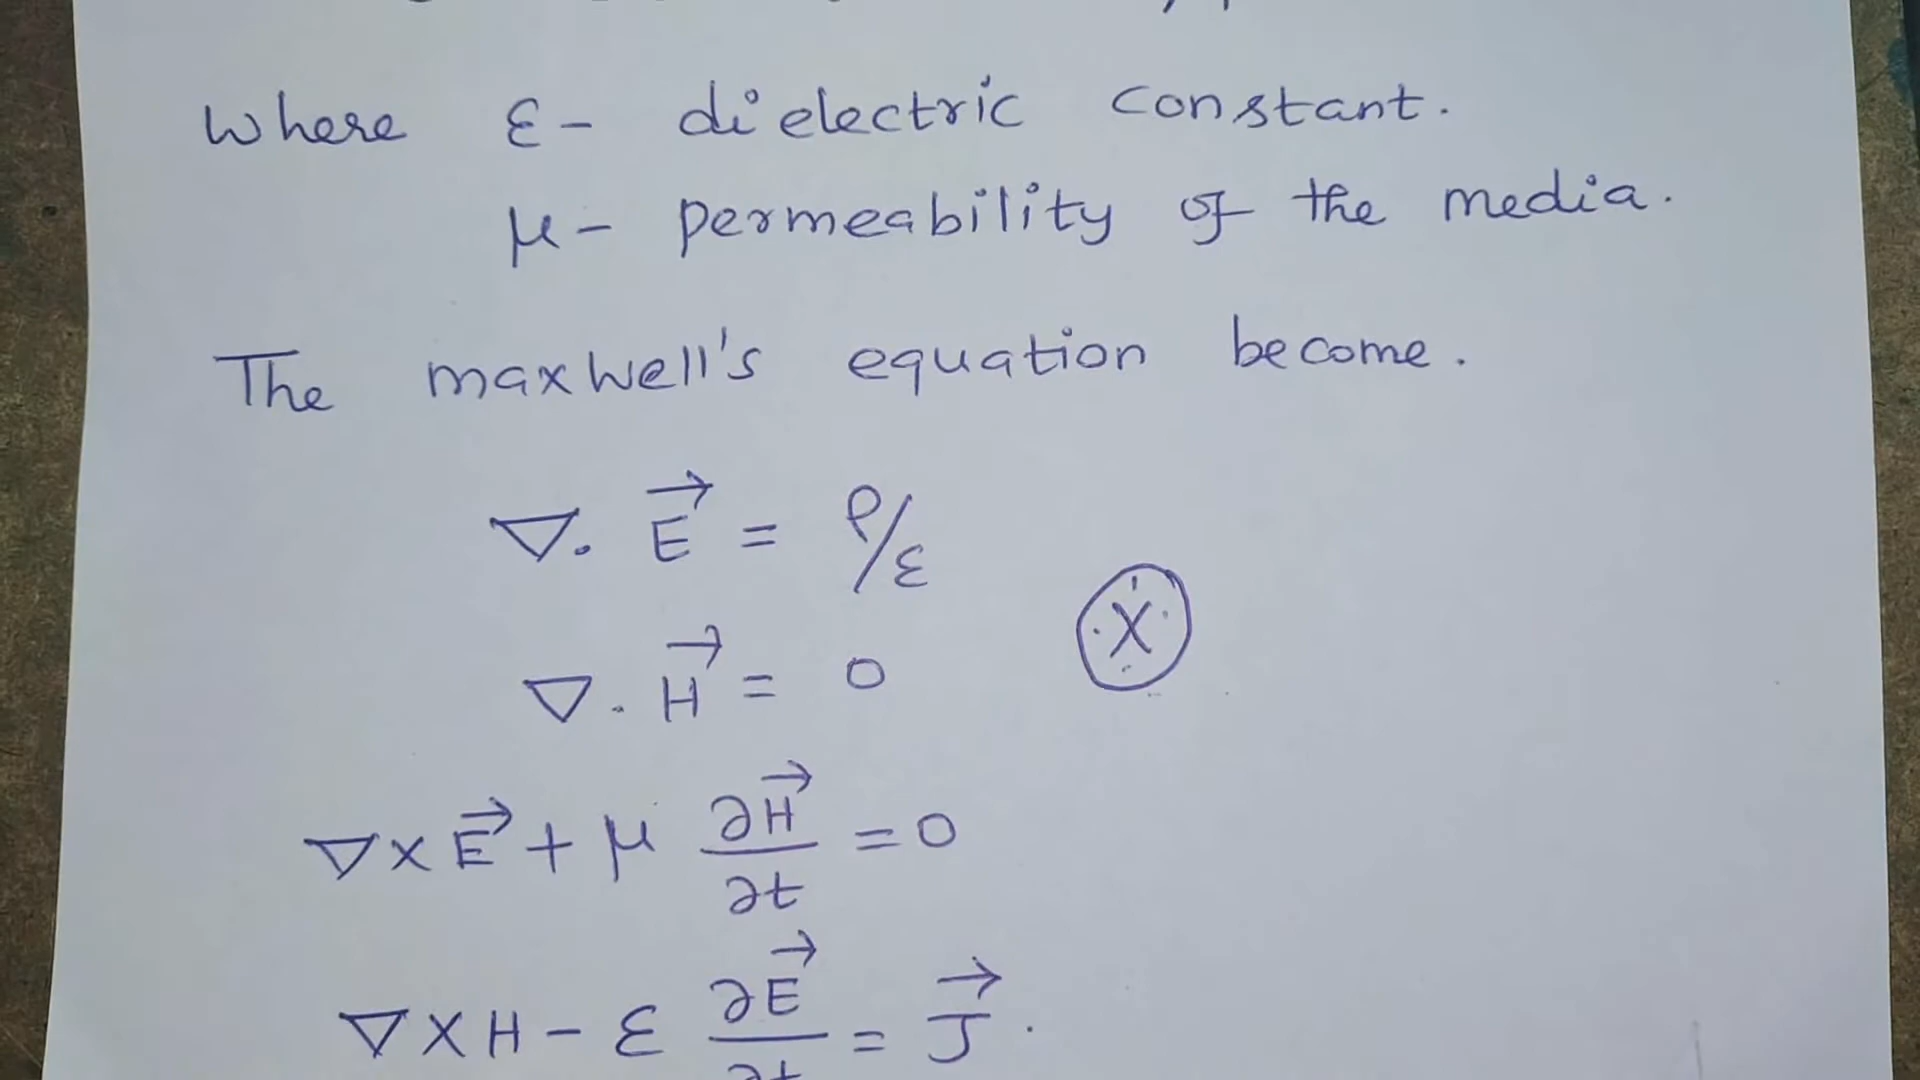 Where ε - dielectric constant.
μ - permeability of the media.
The maxwell's equation become.
∇. E⃗ = ρ/ε
X
∇. H⃗ = 0
∇ x E⃗ + μ ∂H⃗/∂t = 0
∇ X H - ε ∂E⃗/∂t = J⃗.